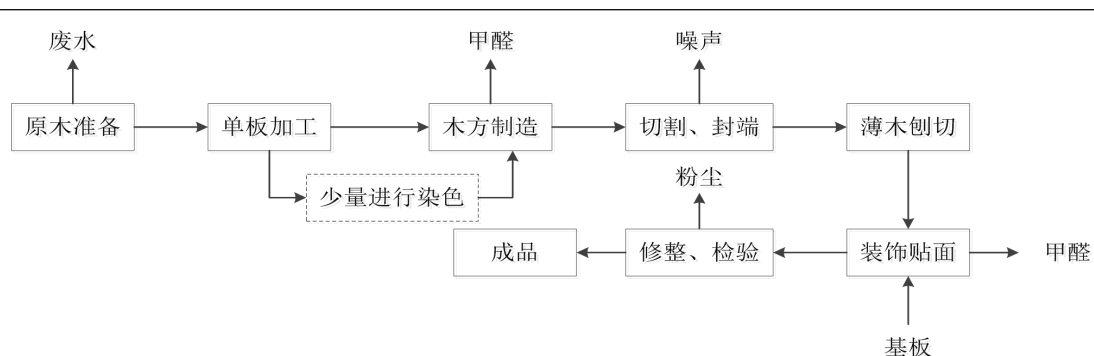 废水
甲醛
噪声
原木准备
单板加工
木方制造
切割、封端
薄木刨切
少量进行染色
粉尘
成品
修整、检验
装饰贴面
甲醛
基板